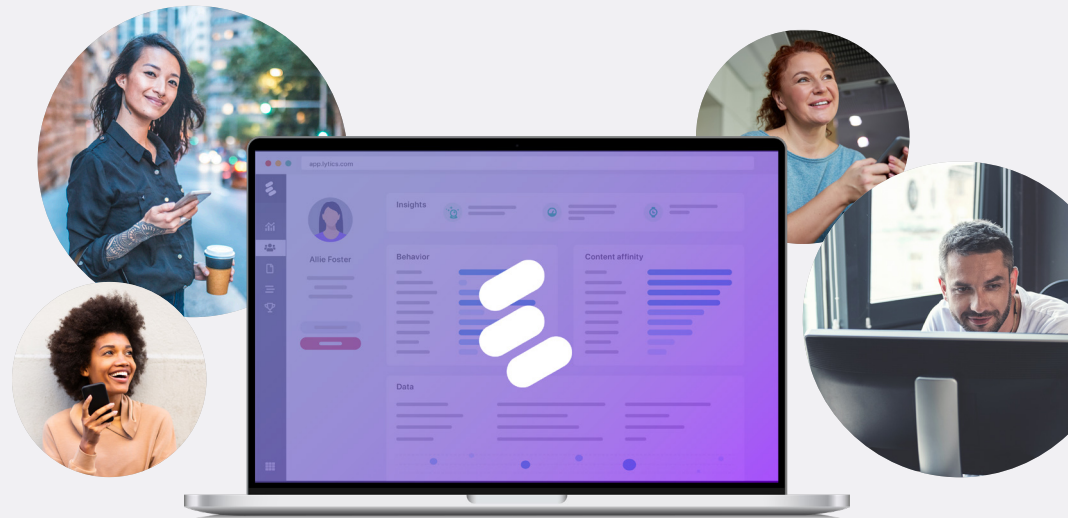 app.lytics.com
Insights
Allie Foster
Behavior
Content affinity
Data